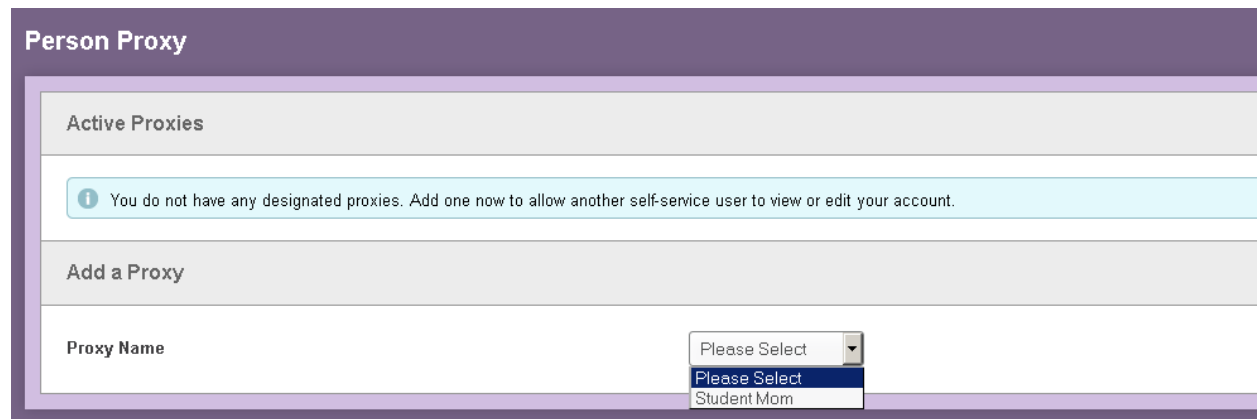 Person Proxy
Active Proxies
You do not have any designated proxies. Add one now to allow another self-service user to view or edit your account.
Add a Proxy
Proxy Name
Please Select
Please Select
Student Mom